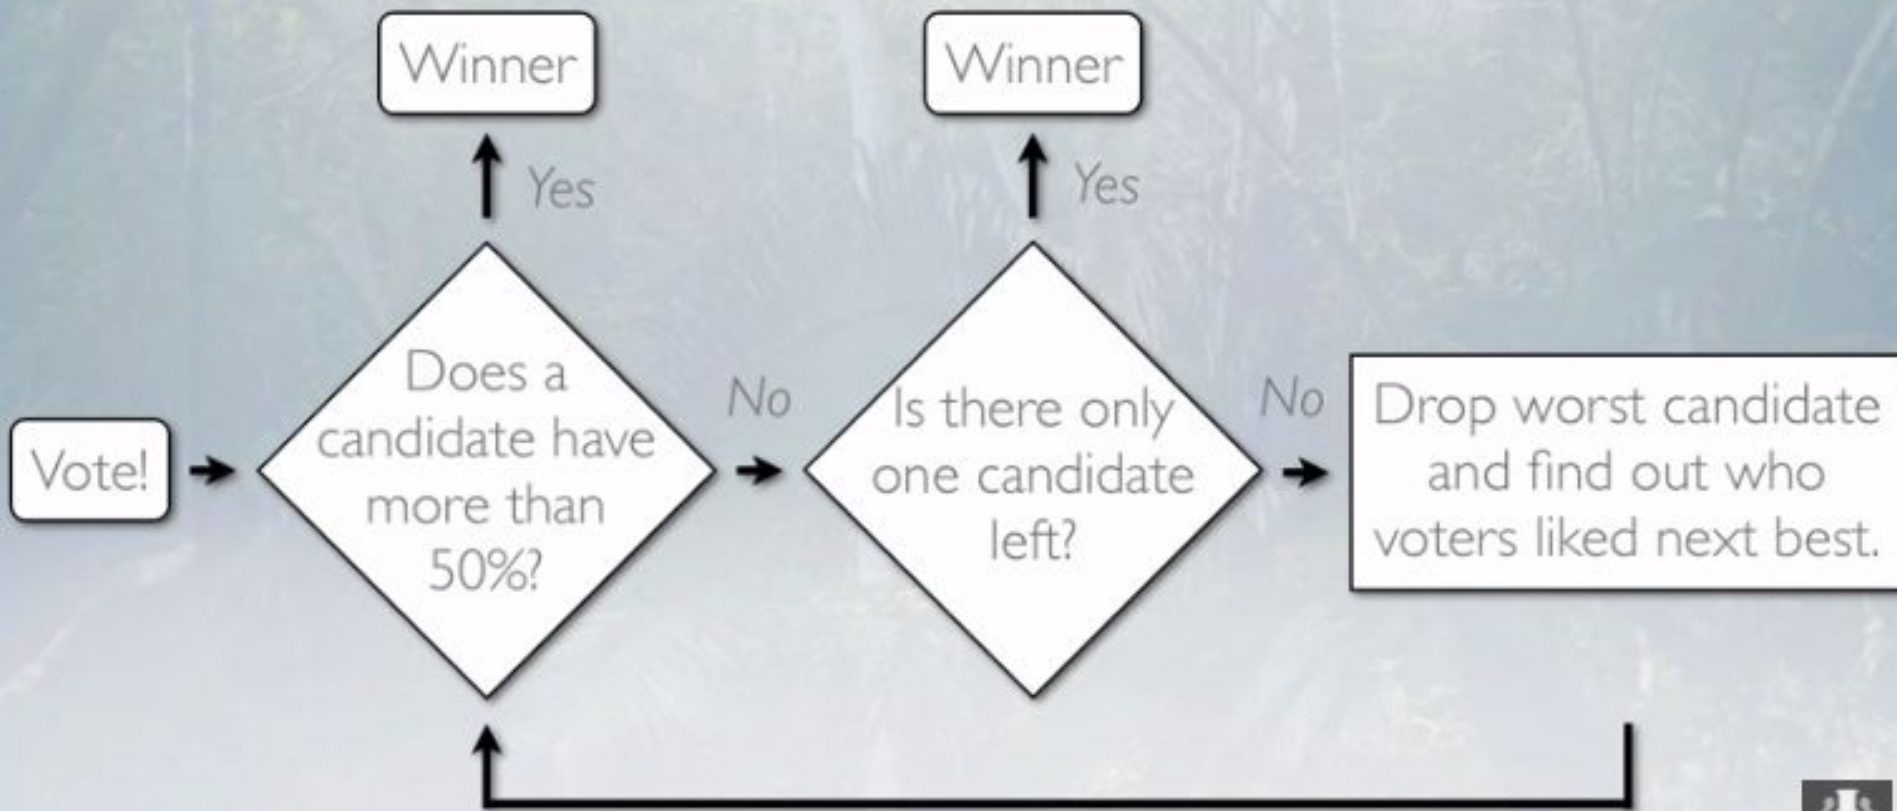 Winner
Winner
Yes
Yes
Vote!
Does a
candidate have
more than
50%?
No
Is there only
one candidate
left?
No
Drop worst candidate
and find out who
voters liked next best.